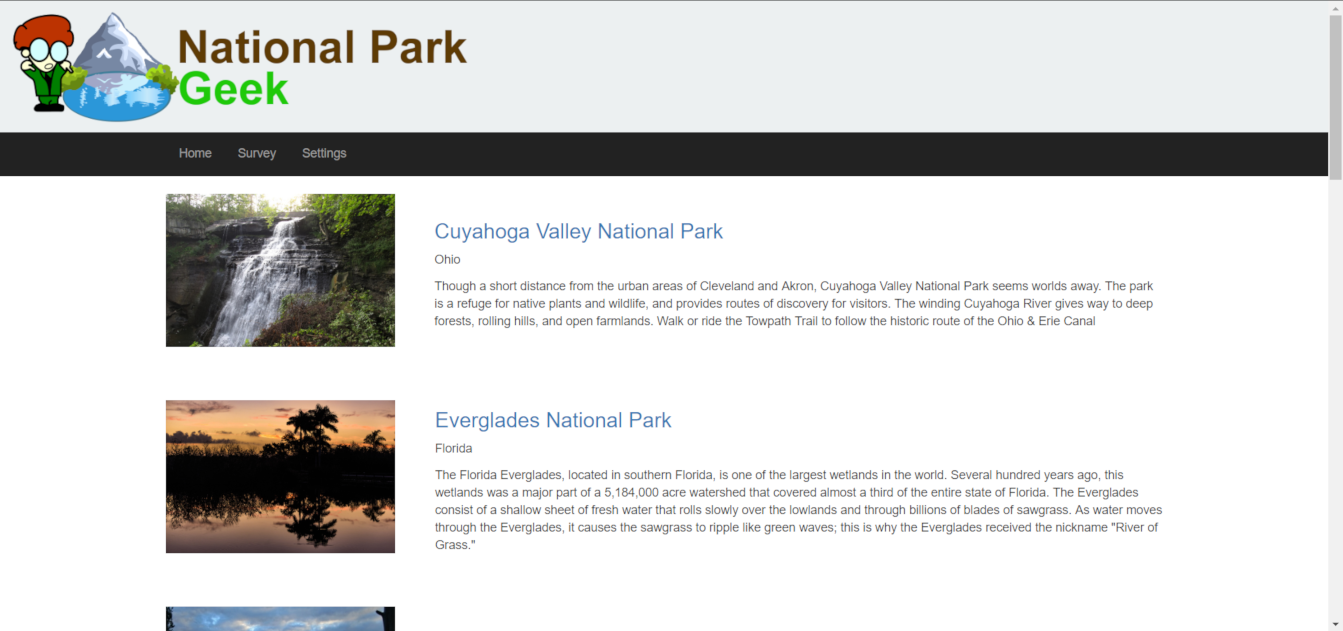 National Park
Geek
Home Survey Settings
Cuyahoga Valley National Park
Ohio
Though a short distance from the urban areas of Cleveland and Akron, Cuyahoga Valley National Park seems worlds away. The park
is a refuge for native plants and wildlife, and provides routes of discovery for visitors. The winding Cuyahoga River gives way to deep
forests, rolling hills, and open farmlands. Walk or ride the Towpath Trail to follow the historic route of the Ohio & Erie Canal
Everglades National Park
Florida
The Florida Everglades, located in southern Florida, is one of the largest wetlands in the world. Several hundred years ago, this
wetlands was a major part of a 5,184,000 acre watershed that covered almost a third of the entire state of Florida. The Everglades
consist of a shallow sheet of fresh water that rolls slowly over the lowlands and through billions of blades of sawgrass. As water moves
through the Everglades, it causes the sawgrass to ripple like green waves; this is why the Everglades received the nickname "River of
Grass."